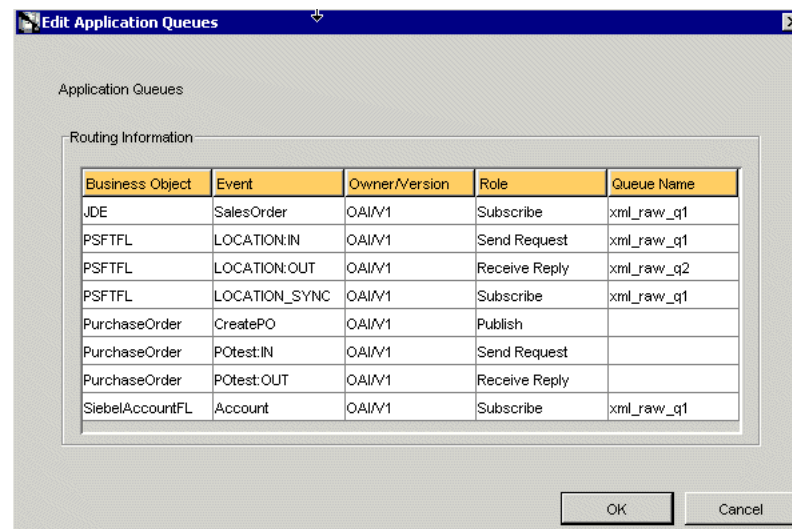 Edit Application Queues
Application Queues
Routing Information
Business Object Event Owner/Version Role Queue Name
JDE SalesOrder OAI/V1 Subscribe xml_raw_q1
PSFTFL LOCATION:IN OAI/V1 Send Request xml_raw_q1
PSFTFL LOCATION:OUT OAI/V1 Receive Reply xml_raw_q2
PSFTFL LOCATION_SYNC OAI/V1 Subscribe xml_raw_q1
PurchaseOrder CreatePO OAI/V1 Publish
PurchaseOrder POtest:IN OAI/V1 Send Request
PurchaseOrder POtest:OUT OAI/V1 Receive Reply
SiebelAccountFL Account OAI/V1 Subscribe xml_raw_q1
OK Cancel